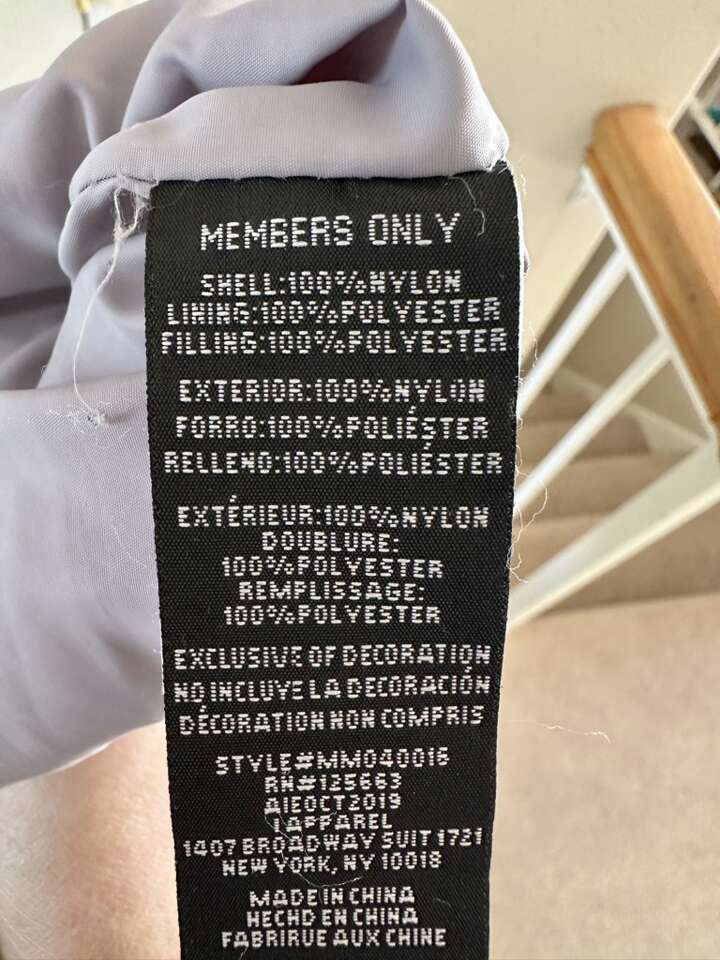 MEMBERS ONLY
SHELL:100%NYLON
LINING:100%POLYESTER
FILLING:100%POLYESTER
EXTERIOR:100%NYLON
FORRO:100%POLIÉSTER
RELLENO:100%POLIÉSTER
EXTÉRIEUR:100%NYLON
DOUBLURE:
100%POLYESTER
REMPLISSAGE:
100%POLYESTER
EXCLUSIVE OF DECORATION
NO INCLUYE LA DECORACIÓN
DÉCORATION NON COMPRIS
STYLE#MM040016
RN#125663
AIEOCT2019
APPAREL
1407 BROADWAY SUIT 1721
NEW YORK, NY 10018
MADE IN CHINA
HECHO EN CHINA
FABRIRUE AUX CHINE